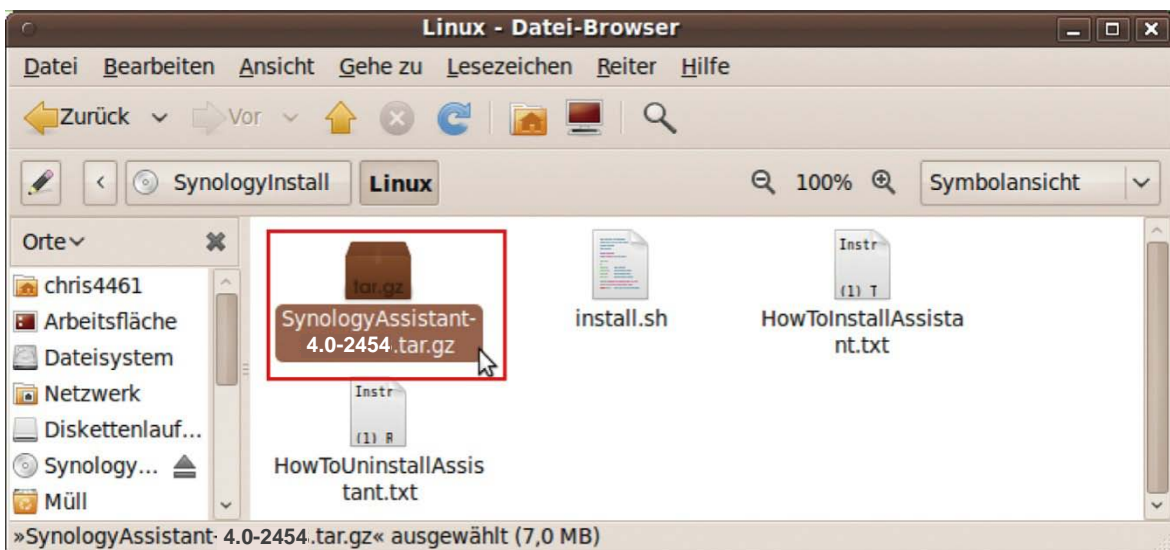 Linux - Datei-Browser
Datei Bearbeiten Ansicht Gehe zu Lesezeichen Reiter Hilfe
Zurück Vor
SynologyInstall Linux 100% Symbolansicht
Orte
chris4461
Arbeitsfläche
Dateisystem
Netzwerk
Diskettenlauf...
Synology...
Müll
tar.gz
SynologyAssistant-
4.0-2454.tar.gz
install.sh
Instr
(1) T
HowToInstallAssista
nt.txt
Instr
(1) R
HowToUninstallAssis
tant.txt
»SynologyAssistant- 4.0-2454.tar.gz« ausgewählt (7,0 MB)